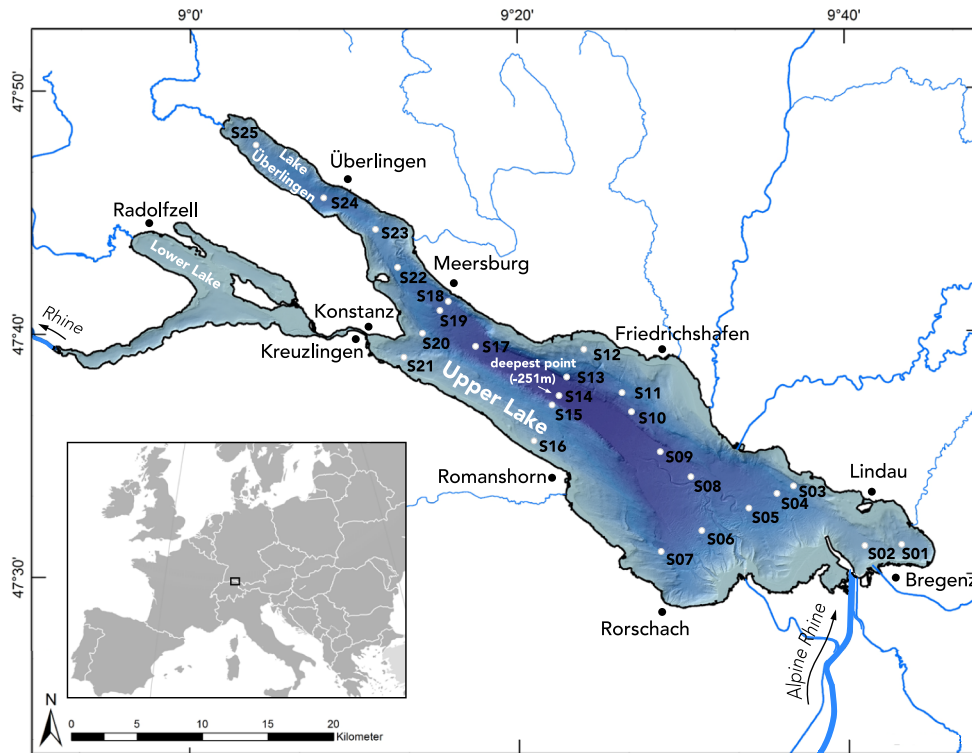 9°0'
9°20'
9°40'
47°50'
47°40'
47°30'
S25
Lake
Überlingen
Überlingen
S24
Radolfzell
S23
Lower Lake
S22
Meersburg
S18
Konstanz
S19
Rhine
Kreuzlingen
S20
S17
S21
Friedrichshafen
S12
deepest point
(-251m)
S13
S14
S11
S15
S10
Upper Lake
S16
S09
Romanshorn
S08
Lindau
S03
S04
S05
S06
S07
S02
S01
Bregenz
Rorschach
Alpine Rhine
N
0 5 10 15 20
Kilometer